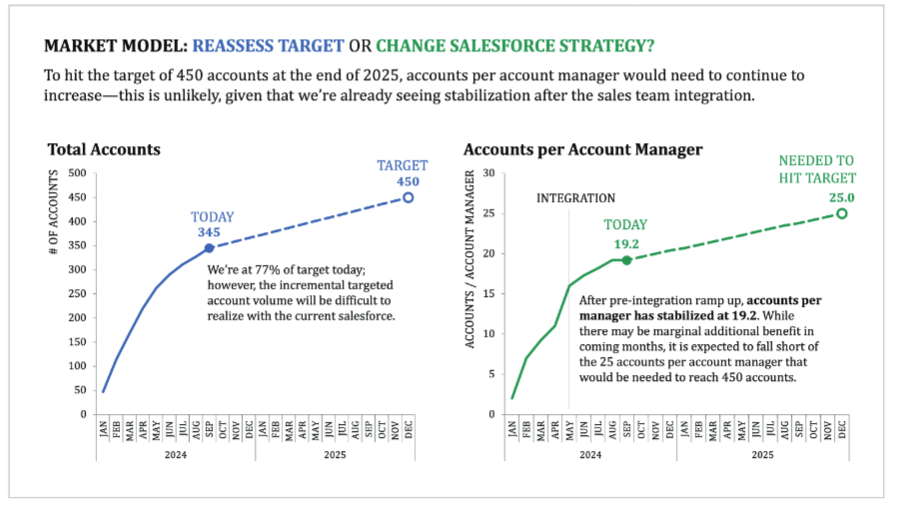 MARKET MODEL: REASSESS TARGET OR CHANGE SALESFORCE STRATEGY?
To hit the target of 450 accounts at the end of 2025, accounts per account manager would need to continue to
increase—this is unlikely, given that we're already seeing stabilization after the sales team integration.
Total Accounts
# OF ACCOUNTS
500
450
400
350
300
250
200
150
100
50
0
TARGET
450
TODAY
345
We're at 77% of target today;
however, the incremental targeted
account volume will be difficult to
realize with the current salesforce.
JAN
FEB
MAR
APR
MAY
JUN
JUL
AUG
SEP
OCT
NOV
DEC
JAN
FEB
MAR
APR
MAY
JUN
JUL
AUG
SEP
OCT
NOV
DEC
2024
2025
Accounts per Account Manager
ACCOUNTS / ACCOUNT MANAGER
30
25
20
15
10
5
0
NEEDED TO
HIT TARGET
25.0
INTEGRATION
TODAY
19.2
After pre-integration ramp up, accounts per
manager has stabilized at 19.2. While
there may be marginal additional benefit in
coming months, it is expected to fall short of
the 25 accounts per account manager that
would be needed to reach 450 accounts.
JAN
FEB
MAR
APR
MAY
JUN
JUL
AUG
SEP
OCT
NOV
DEC
JAN
FEB
MAR
APR
MAY
JUN
JUL
AUG
SEP
OCT
NOV
DEC
2024
2025